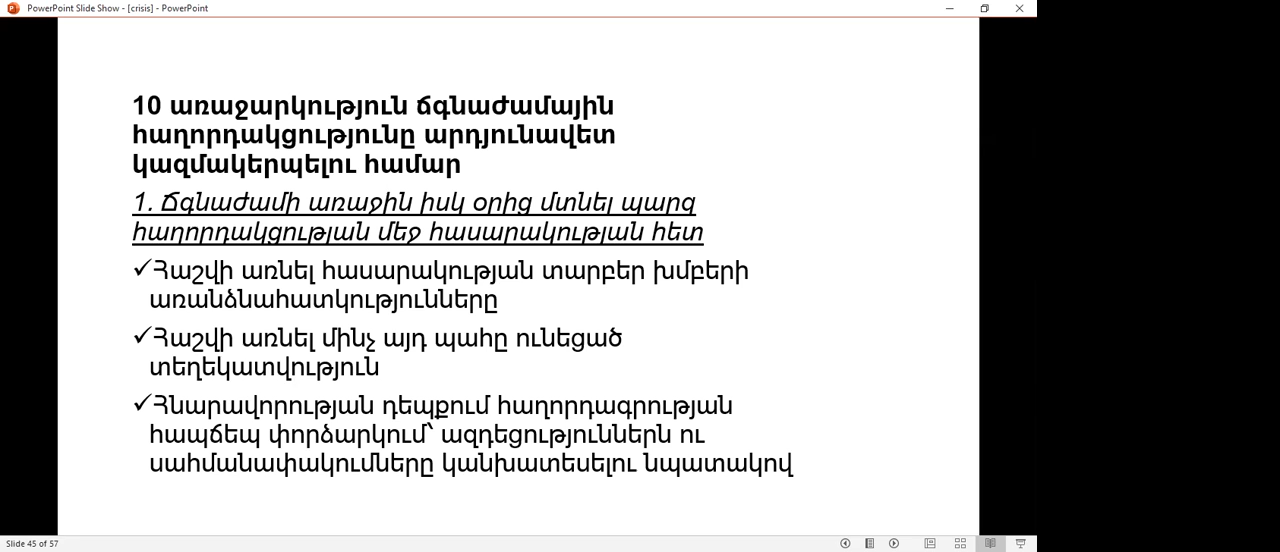 PowerPoint Slide Show - [crisis] - PowerPoint
10 առաջարկություն ճգնաժամային
հաղորդակցությունը արդյունավետ
կազմակերպելու համար
1. Ճգնաժամի առաջին իսկ օրից մտնել պարզ
հաղորդակցության մեջ հասարակության հետ
✓Հաշվի առնել հասարակության տարբեր խմբերի
առանձնահատկությունները
✓Հաշվի առնել մինչ այդ պահը ունեցած
տեղեկատվություն
✓Հնարավորության դեպքում հաղորդագրության
հապճեպ փորձարկում՝ ազդեցություններն ու
սահմանափակումները կանխատեսելու նպատակով
Slide 45 of 57